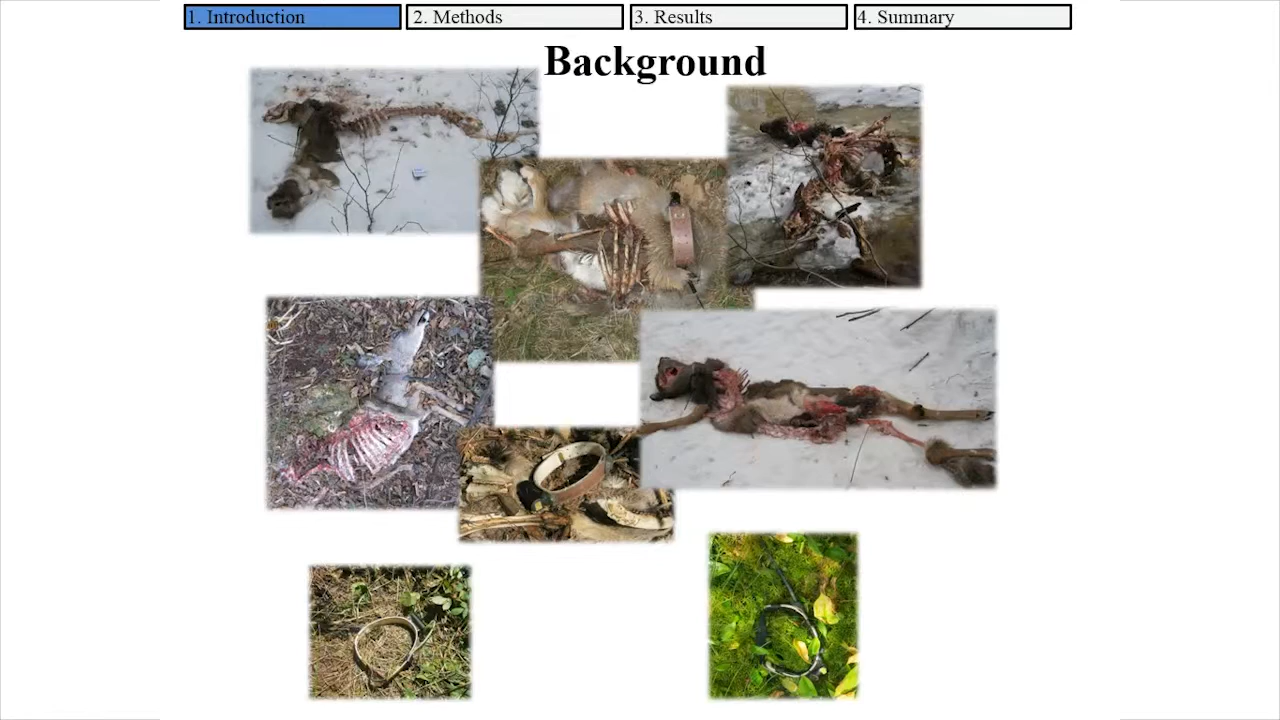 1. Introduction
2. Methods
3. Results
4. Summary
Background